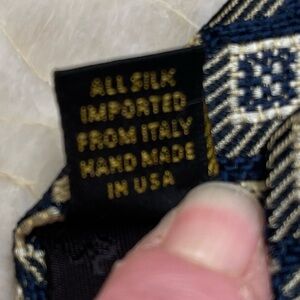 ALL SILK
IMPORTED
FROM ITALY
HAND MADE
IN USA